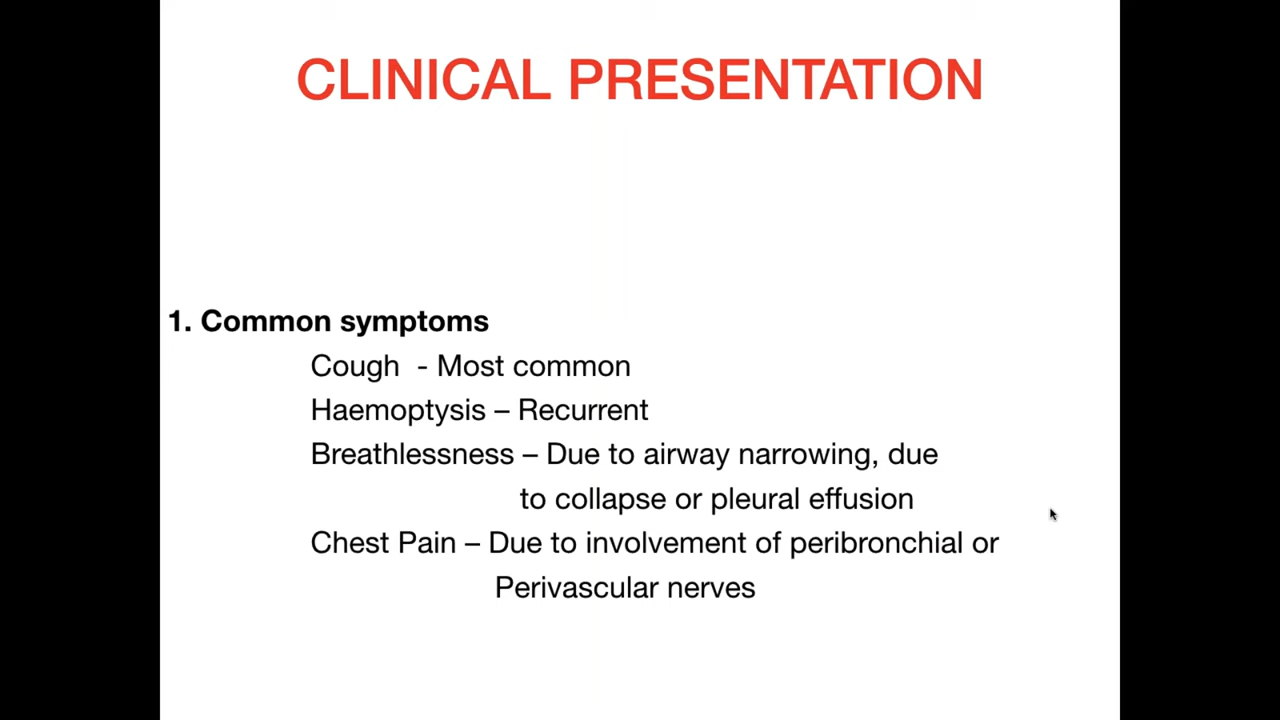 CLINICAL PRESENTATION
1. Common symptoms
Cough - Most common
Haemoptysis – Recurrent
Breathlessness – Due to airway narrowing, due
to collapse or pleural effusion
Chest Pain – Due to involvement of peribronchial or
Perivascular nerves